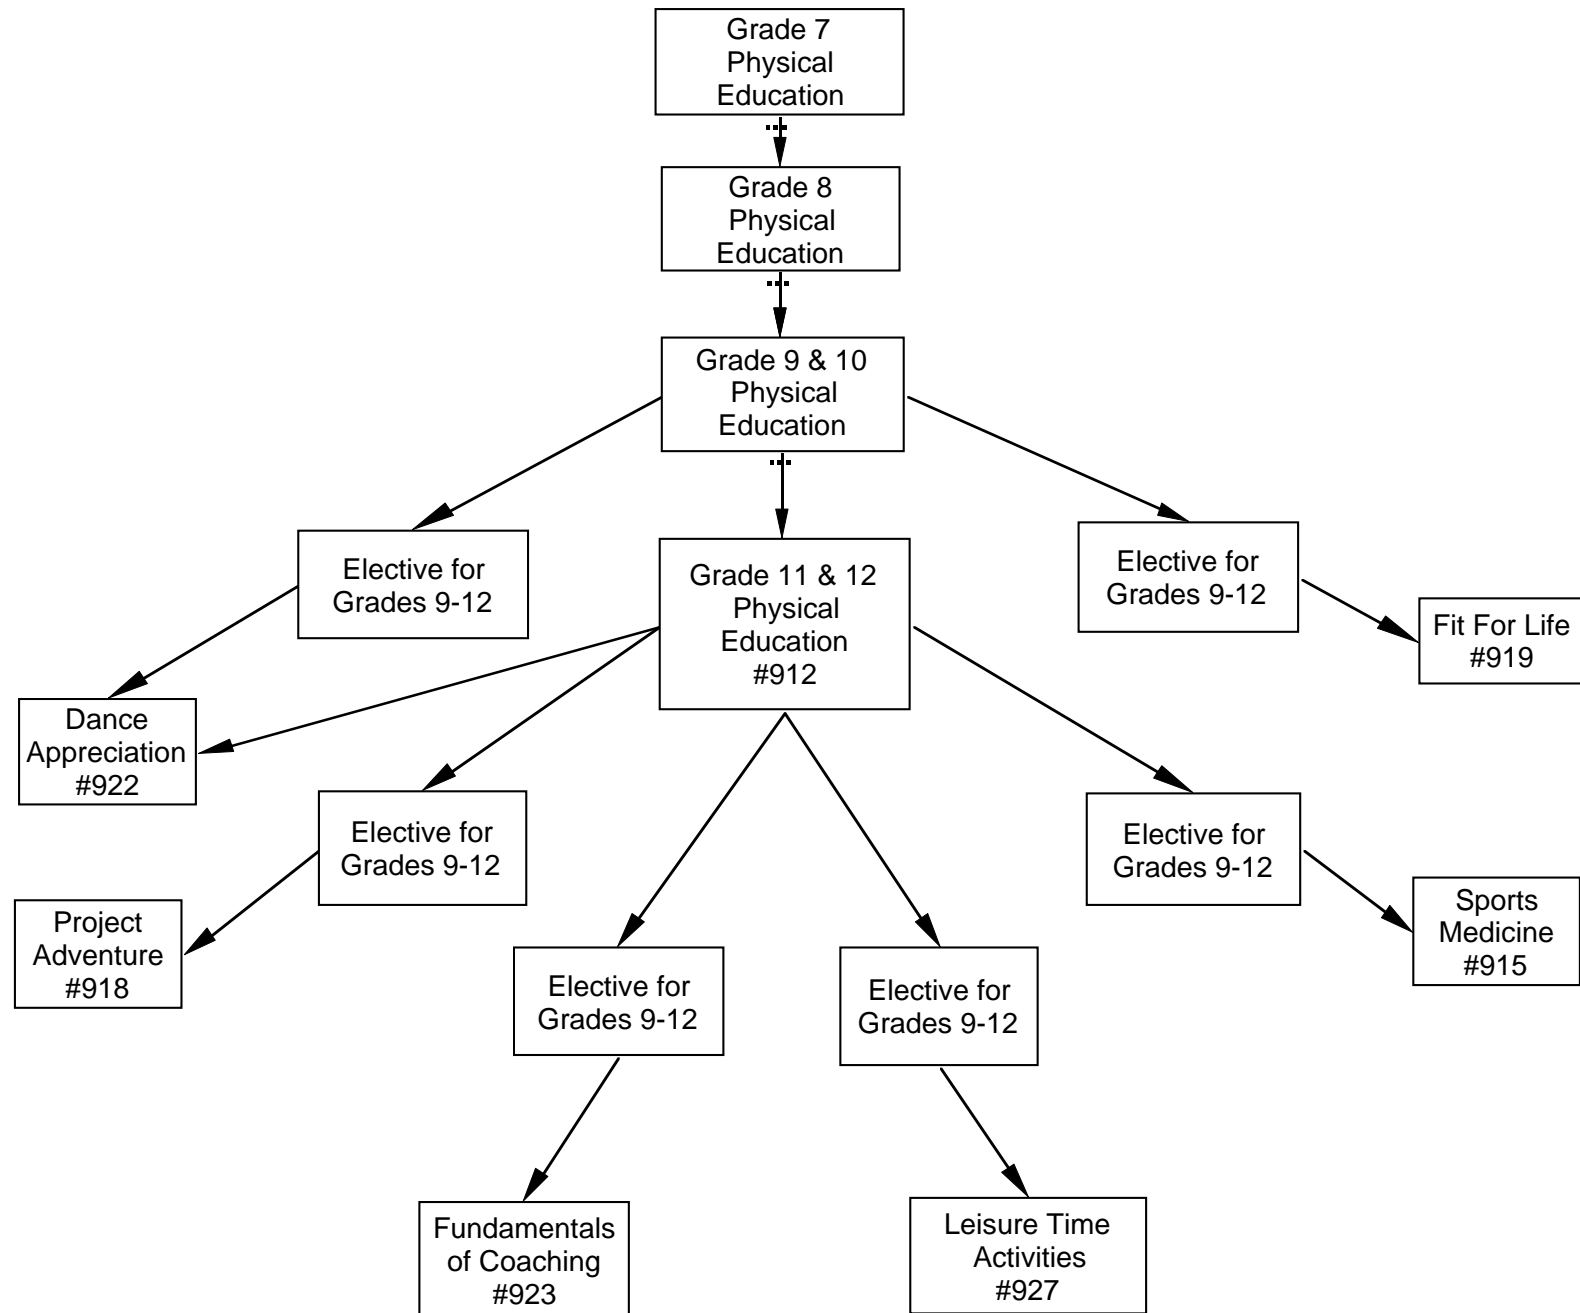 Grade 7
Physical
Education
Grade 8
Physical
Education
Grade 9 & 10
Physical
Education
Elective for
Grades 9-12
Grade 11 & 12
Physical
Education
#912
Elective for
Grades 9-12
Fit For Life
#919
Dance
Appreciation
#922
Elective for
Grades 9-12
Elective for
Grades 9-12
Project
Adventure
#918
Sports
Medicine
#915
Elective for
Grades 9-12
Elective for
Grades 9-12
Fundamentals
of Coaching
#923
Leisure Time
Activities
#927